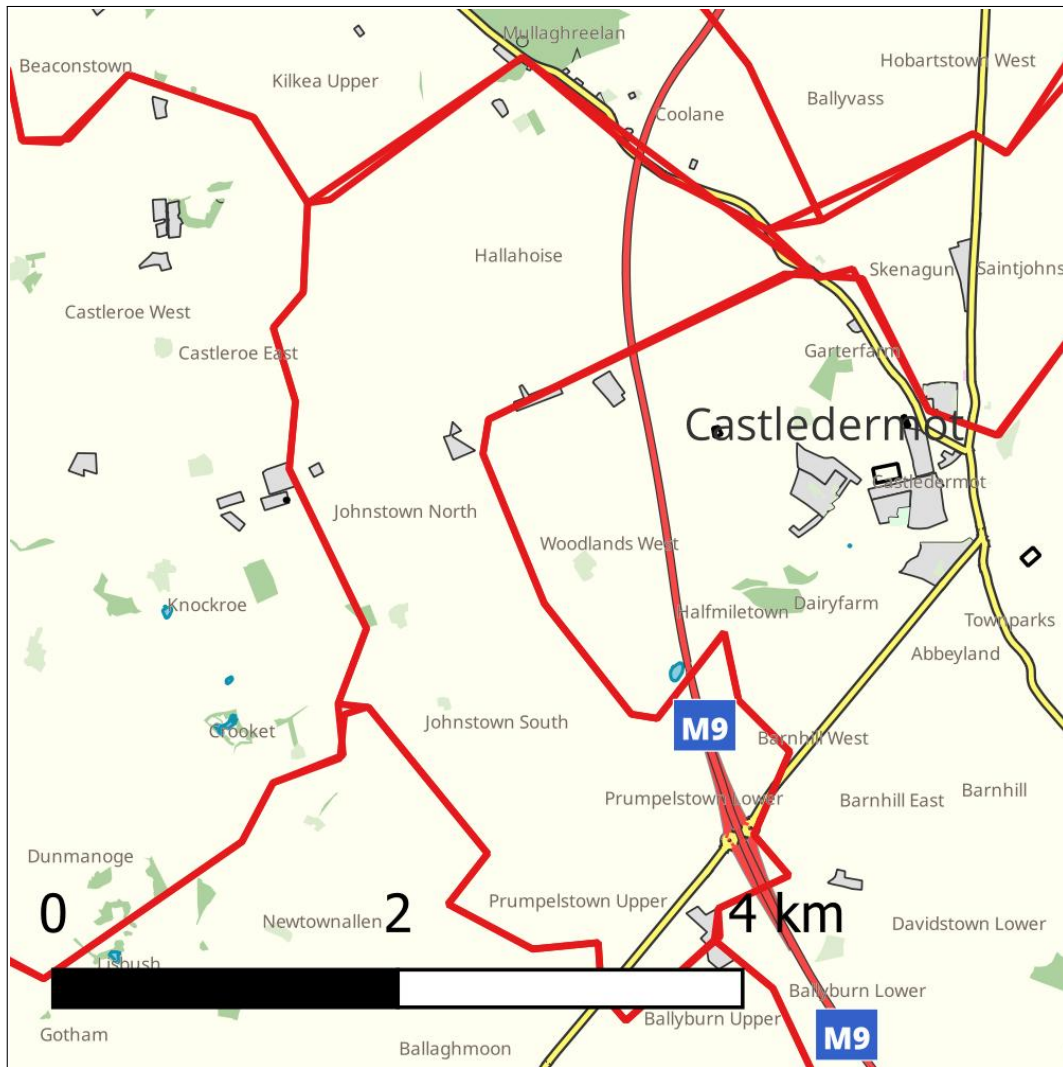 Mullaghreelan
Beaconstown
Kilkea Upper
Hobartstown West
Ballyvass
Coolane
Hallahoise
Skenagun
Saintjohns
Castleroe West
Castleroe East
Garterfarm
Castledermot
Castledermot
Johnstown North
Woodlands West
Knockroe
Halfmiletown
Dairyfarm
Townparks
Abbeyland
Johnstown South
Crooket
M9
Barnhill West
Prumpelstown Lower
Barnhill East
Barnhill
Dunmanoge
Prumpelstown Upper
0
2
4 km
Newtownallen
Davidstown Lower
Lisbush
Ballyburn Lower
Ballyburn Upper
Gotham
M9
Ballaghmoon